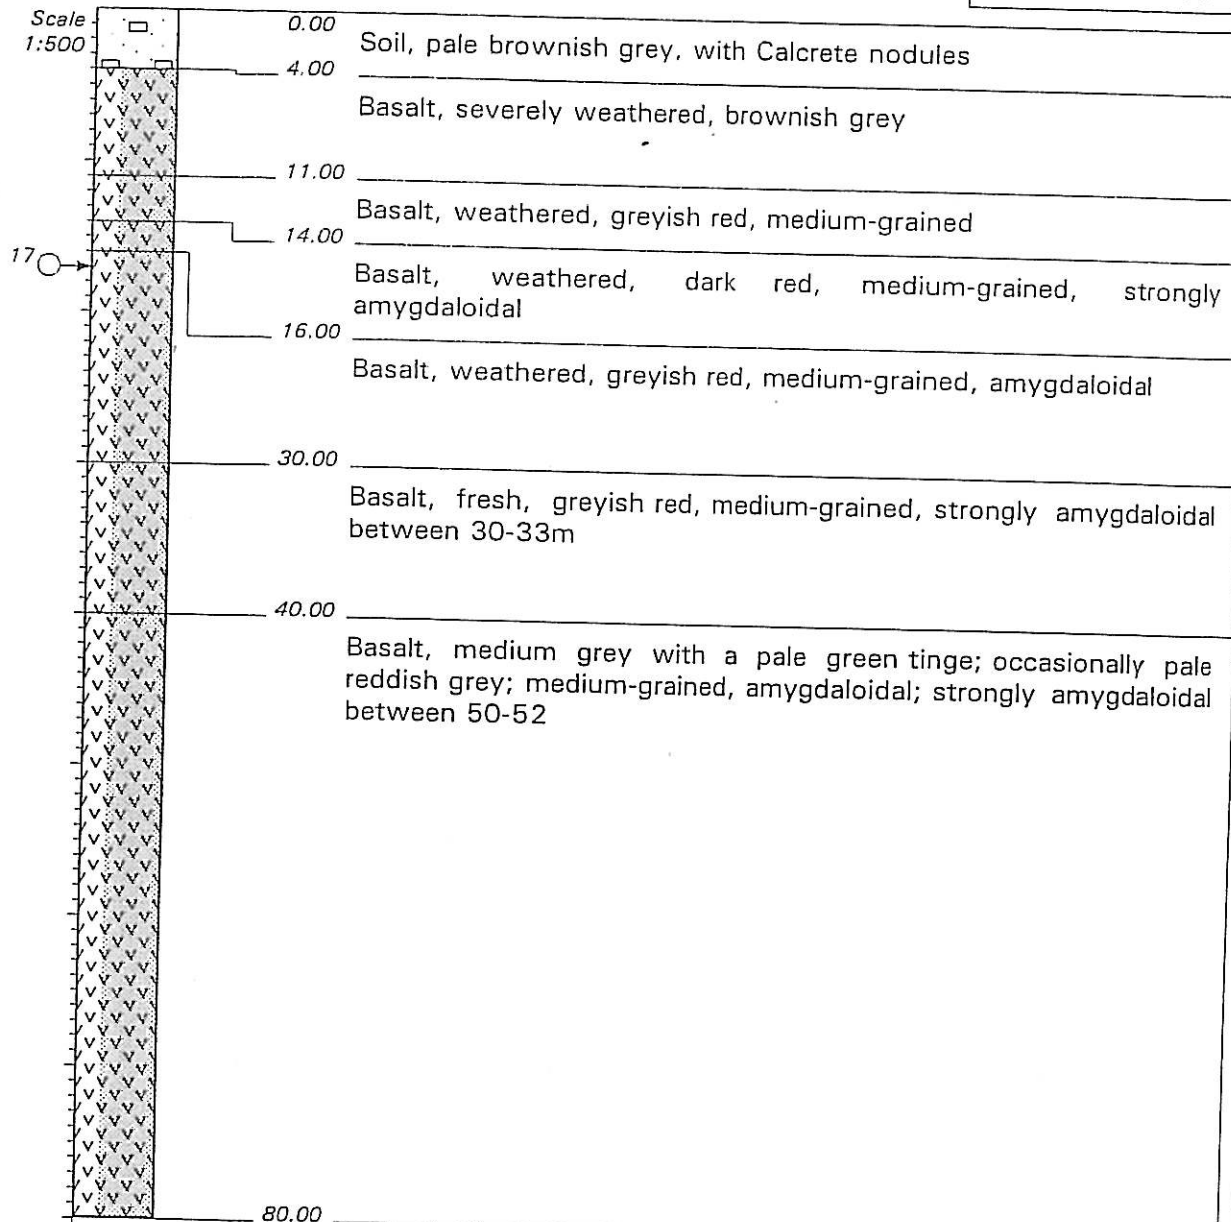 Scale
1:500
0.00
Soil, pale brownish grey, with Calcrete nodules
4.00
Basalt, severely weathered, brownish grey
11.00
Basalt, weathered, greyish red, medium-grained
14.00
17
Basalt, weathered, dark red, medium-grained, strongly
amygdaloidal
16.00
Basalt, weathered, greyish red, medium-grained, amygdaloidal
30.00
Basalt, fresh, greyish red, medium-grained, strongly amygdaloidal
between 30-33m
40.00
Basalt, medium grey with a pale green tinge; occasionally pale
reddish grey; medium-grained, amygdaloidal; strongly amygdaloidal
between 50-52
80.00